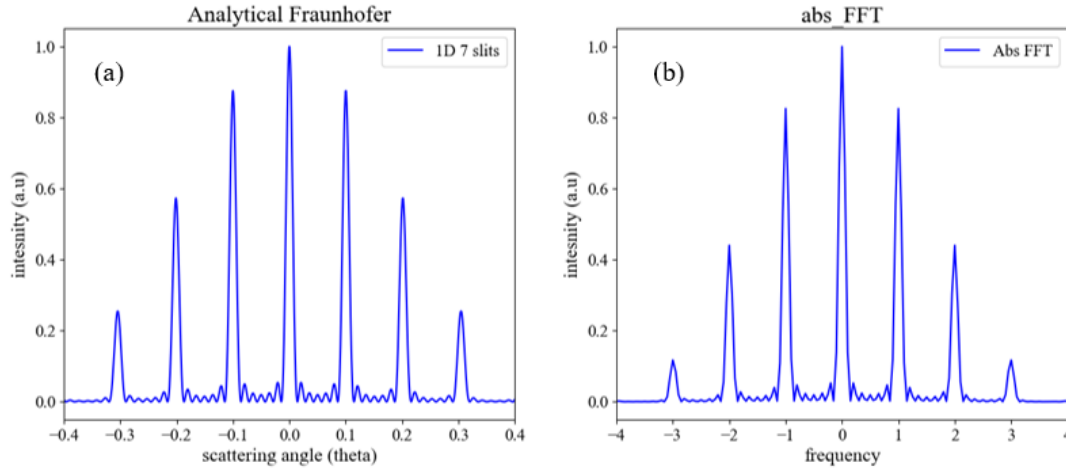 Analytical Fraunhofer
1D 7 slits
(a)
1.0
0.8
0.6
0.4
0.2
0.0
−0.4 −0.3 −0.2 −0.1 0.0 0.1 0.2 0.3 0.4
scattering angle (theta)
intesnity (a.u)
abs_FFT
Abs FFT
(b)
1.0
0.8
0.6
0.4
0.2
0.0
−4 −3 −2 −1 0 1 2 3 4
frequency
intesnity (a.u)